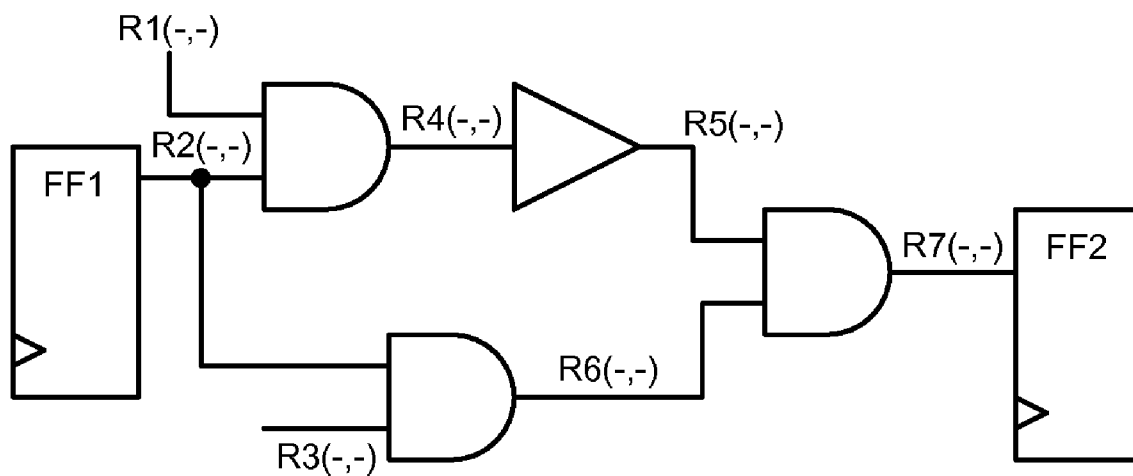 R1(-,-)
R4(-,-)
R5(-,-)
R2(-,-)
FF1
R7(-,-)
FF2
R6(-,-)
R3(-,-)